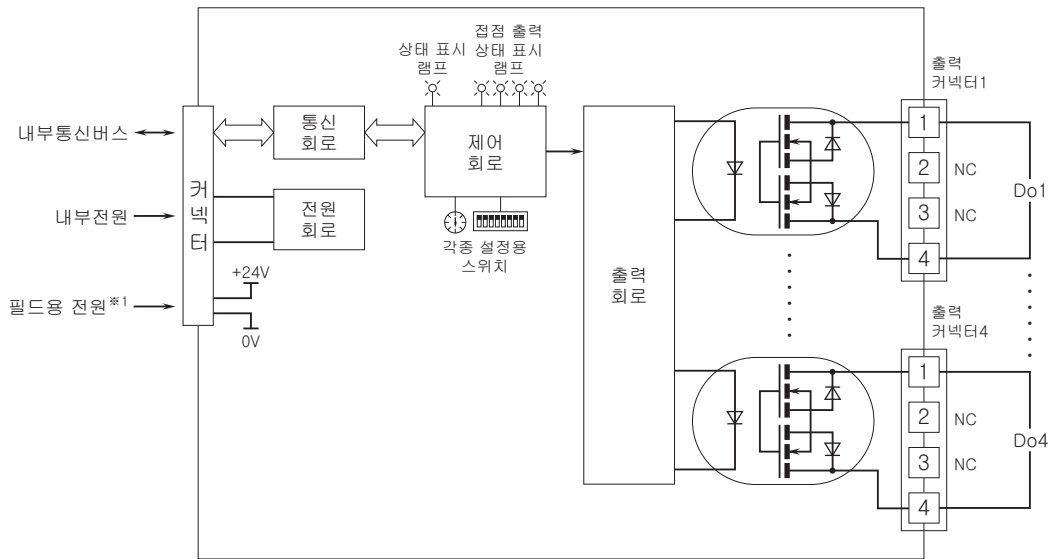 상태 표시
램프
접점 출력
상태 표시
램프
출력
커넥터1
내부통신버스
통신
회로
제어
회로
커
넥
터
내부전원
전원
회로
각종 설정용
스위치
+24V
필드용 전원※1
0V
출력
회로
1
2 NC
3 NC
4
Do1
출력
커넥터4
1
2 NC
3 NC
4
Do4